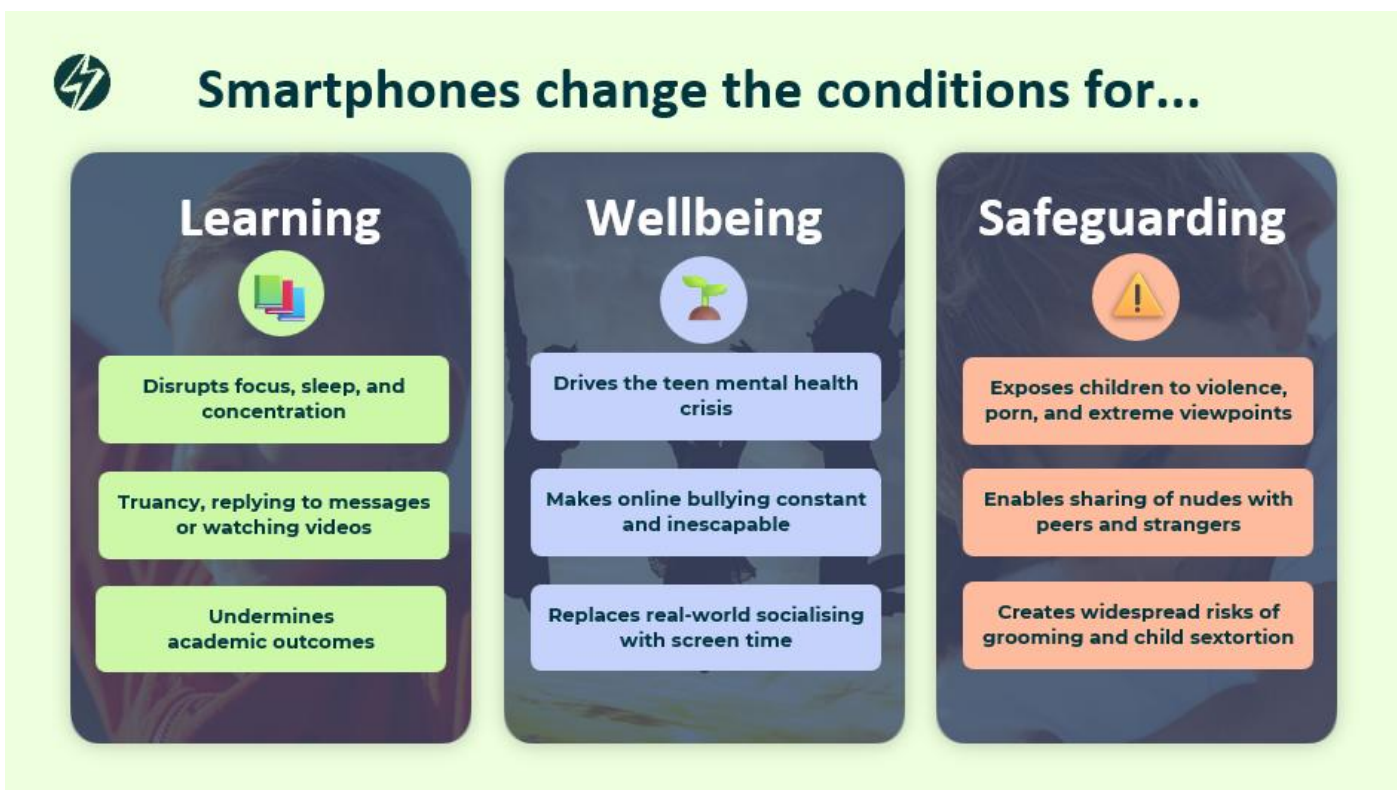 Smartphones change the conditions for...
Learning
Disrupts focus, sleep, and
concentration
Truancy, replying to messages
or watching videos
Undermines
academic outcomes
Wellbeing
Drives the teen mental health
crisis
Makes online bullying constant
and inescapable
Replaces real-world socialising
with screen time
Safeguarding
Exposes children to violence,
porn, and extreme viewpoints
Enables sharing of nudes with
peers and strangers
Creates widespread risks of
grooming and child sextortion